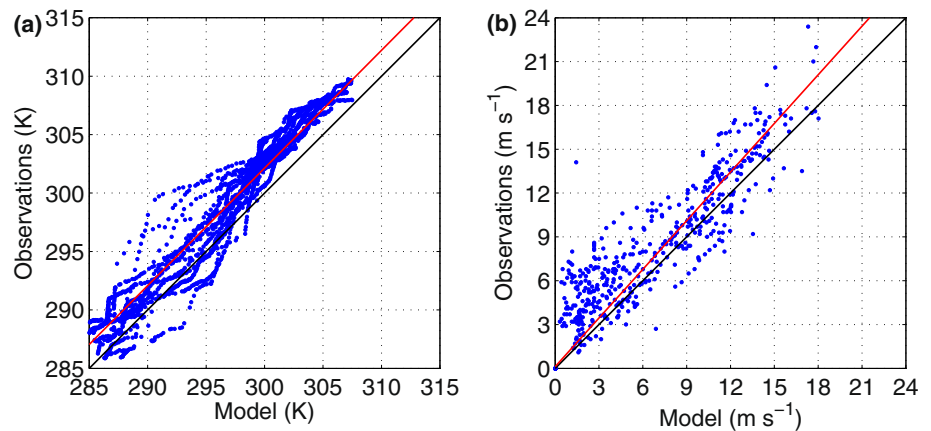 (a)
315
310
305
300
295
290
285
285 290 295 300 305 310 315
Observations (K)
Model (K)
(b)
24
21
18
15
12
9
6
3
0
0 3 6 9 12 15 18 21 24
Observations (m s⁻¹)
Model (m s⁻¹)